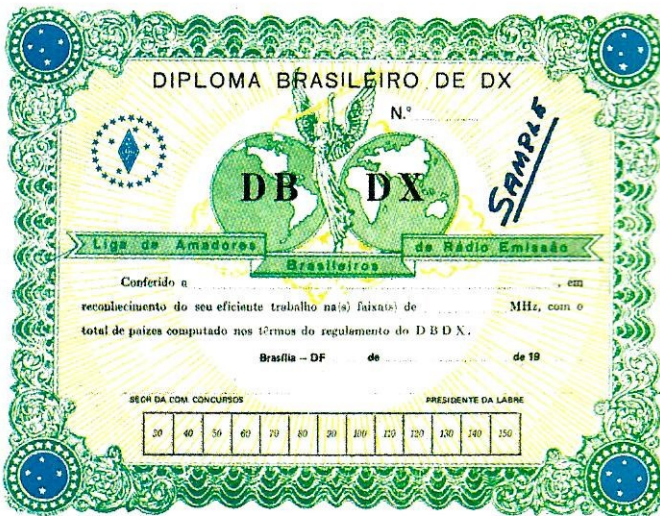 DIPLOMA BRASILEIRO DE DX
N.º
SAMPLE
DB DX
Liga de Amadores Brasileiros de Rádio Emissão
Conferido a , em
reconhecimento do seu eficiente trabalho na(s) faixa(s) de MHz, com o
total de paizes computado nos têrmos do regulamento do DBDX.
Brasília – DF de de 19
SECR DA COM. CONCURSOS PRESIDENTE DA LABRE
30 40 50 60 70 80 90 100 110 120 130 140 150